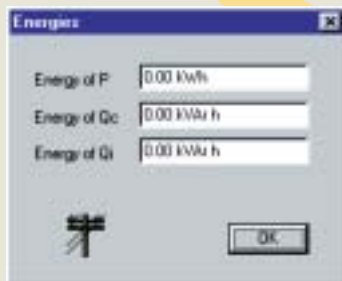 Energies
Energy of P 0.00 kWh
Energy of Qc 0.00 kVAr h
Energy of Qi 0.00 kVAr h
OK